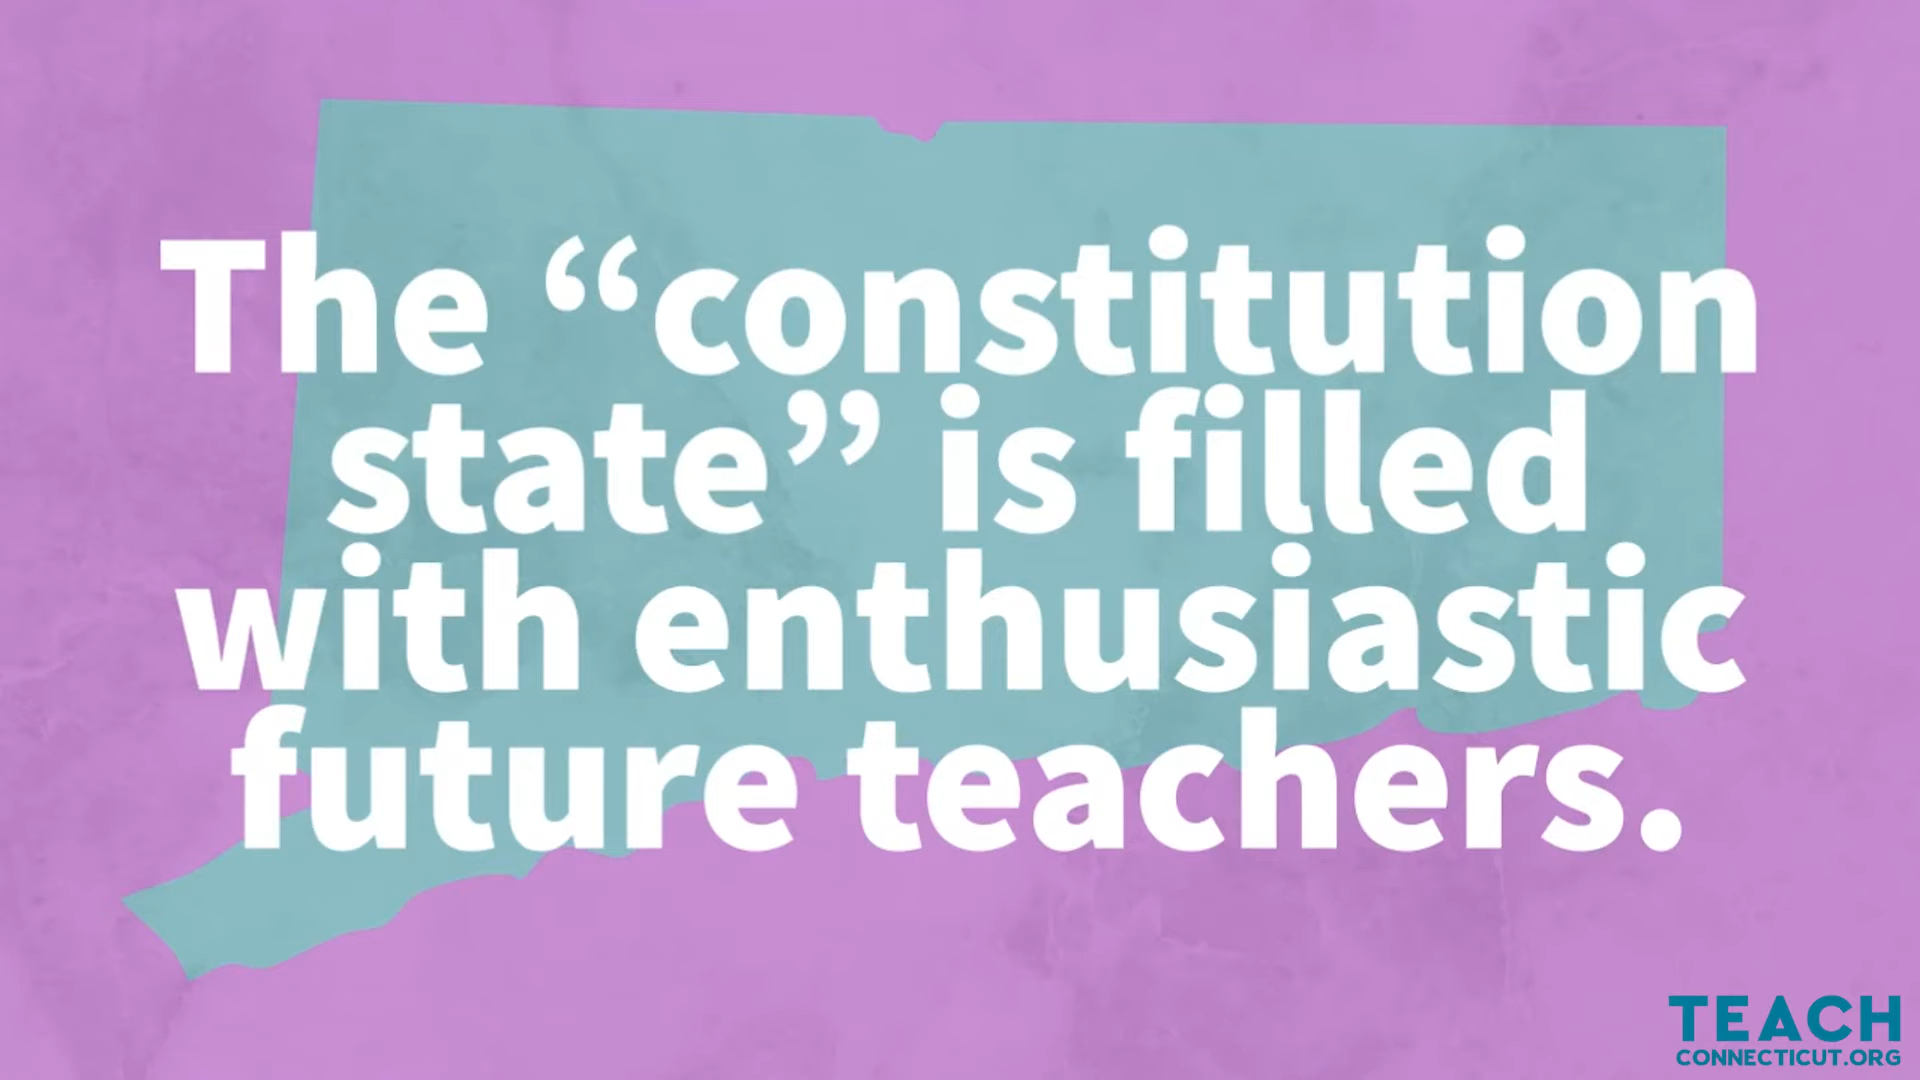 The “constitution
state” is filled
with enthusiastic
future teachers.
TEACH
CONNECTICUT.ORG